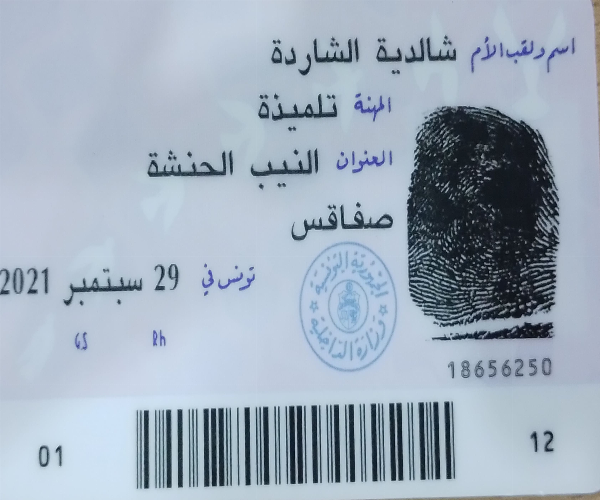 اسم ولقب الأم شالدية الشاردة
المهنة تلميذة
العنوان النيب الحنشة
صفاقس
تونس في 29 سبتمبر 2021
GS Rh
الجمهورية التونسية
وزارة الداخلية
18656250
01 12